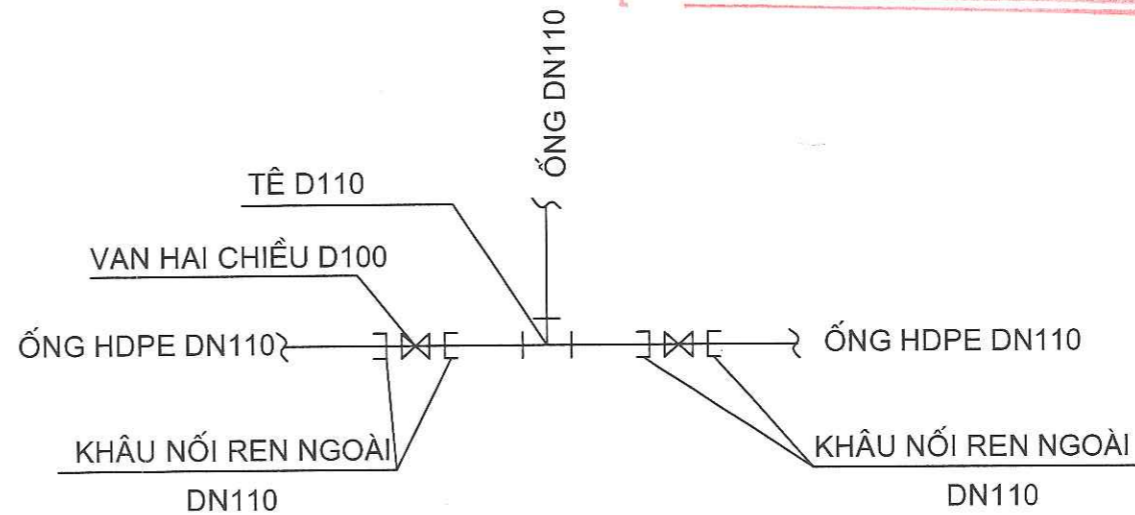 ỐNG DN110
TÊ D110
VAN HAI CHIỀU D100
ỐNG HDPE DN110
ỐNG HDPE DN110
KHÂU NỐI REN NGOÀI
DN110
KHÂU NỐI REN NGOÀI
DN110